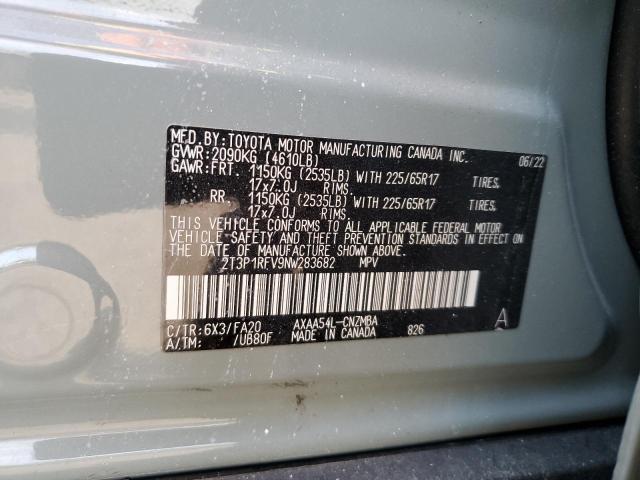 MFD.BY:TOYOTA MOTOR MANUFACTURING CANADA INC. 06/22
GVWR:2090KG (4610LB)
GAWR:FRT. 1150KG (2535LB) WITH 225/65R17 TIRES.
17x7.0J RIMS.
RR. 1150KG (2535LB) WITH 225/65R17 TIRES.
17x7.0J RIMS.
THIS VEHICLE CONFORMS TO ALL APPLICABLE FEDERAL MOTOR
VEHICLE SAFETY AND THEFT PREVENTION STANDARDS IN EFFECT ON
THE DATE OF MANUFACTURE SHOWN ABOVE.
2T3P1RFV9NW283682 MPV
C/TR:6X3/FA20 AXAA54L-CNZMBA 826 A
A/TM: /UB80F MADE IN CANADA